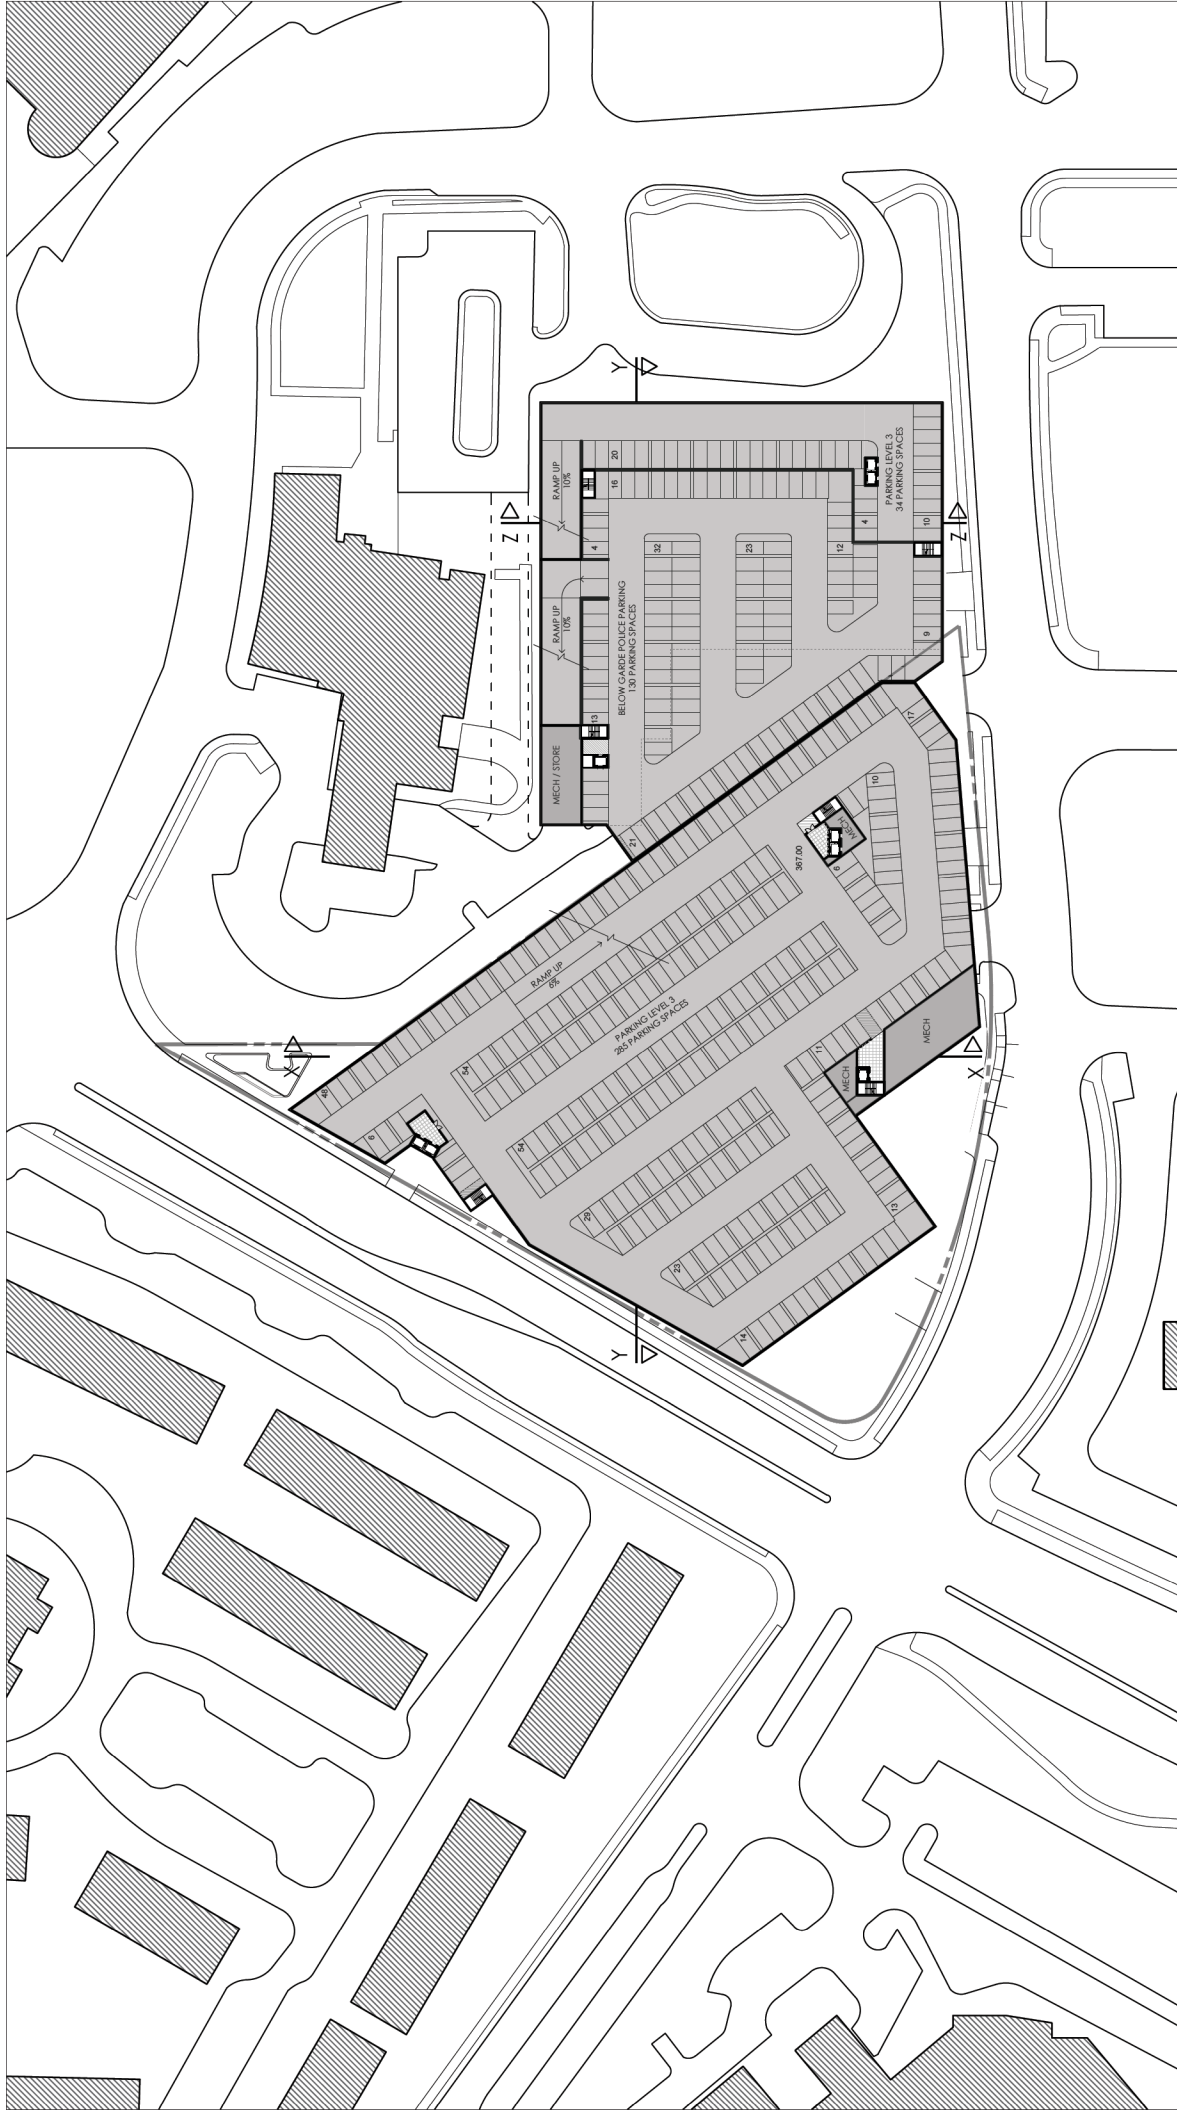 Y
RAMP UP
10%
20
16
PARKING LEVEL 3
34 PARKING SPACES
Z
Z
4
4
10
32
23
12
RAMP UP
10%
BELOW GARDE POLICE PARKING
130 PARKING SPACES
9
13
17
MECH / STORE
10
MECH
21
367.00
6
RAMP UP
6%
PARKING LEVEL 3
285 PARKING SPACES
MECH
X
X
11
MECH
54
48
6
54
29
13
23
14
Y